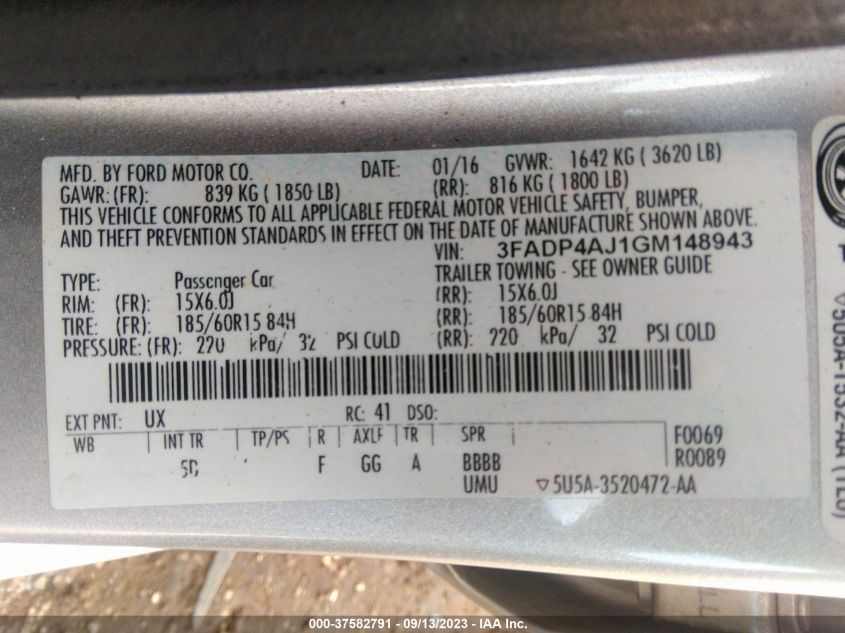 MFD. BY FORD MOTOR CO. DATE: 01/16 GVWR: 1642 KG ( 3620 LB)
GAWR: (FR): 839 KG ( 1850 LB) (RR): 816 KG ( 1800 LB)
THIS VEHICLE CONFORMS TO ALL APPLICABLE FEDERAL MOTOR VEHICLE SAFETY, BUMPER,
AND THEFT PREVENTION STANDARDS IN EFFECT ON THE DATE OF MANUFACTURE SHOWN ABOVE.
VIN: 3FADP4AJ1GM148943
TYPE: Passenger Car TRAILER TOWING - SEE OWNER GUIDE
RIM: (FR): 15X6.0J (RR): 15X6.0J
TIRE: (FR): 185/60R15 84H (RR): 185/60R15 84H
PRESSURE: (FR): 220 kPa/ 32 PSI COLD (RR): 220 kPa/ 32 PSI COLD
EXT PNT: UX RC: 41 DSO:
WB INT TR TP/PS R AXLE TR SPR F0069
F GG A BBBB R0089
UMU ▽5U5A-3520472-AA
000-37582791 - 09/13/2023 - IAA Inc.